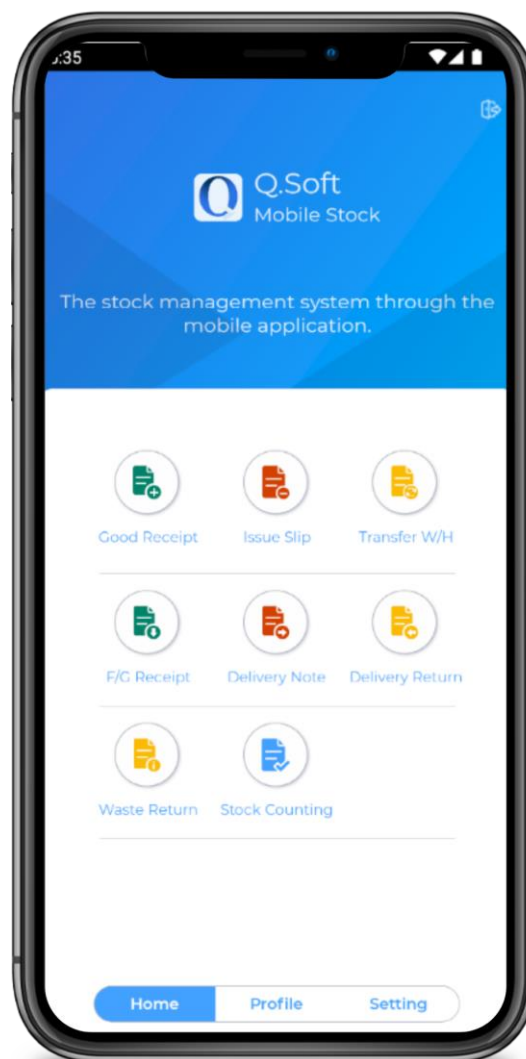 :35
Q.Soft
Mobile Stock
The stock management system through the
mobile application.
Good Receipt
Issue Slip
Transfer W/H
F/G Receipt
Delivery Note
Delivery Return
Waste Return
Stock Counting
Home
Profile
Setting